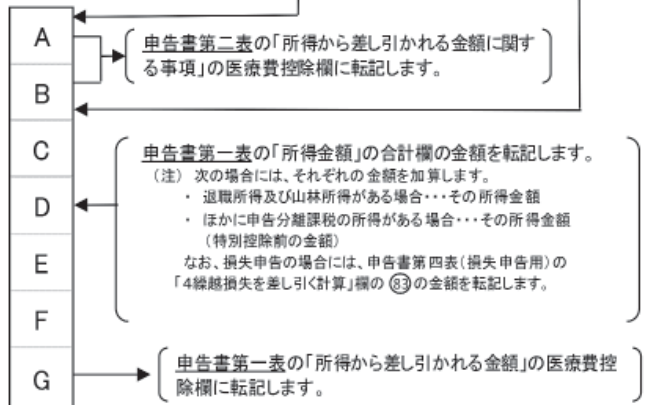 A
申告書第二表の「所得から差し引かれる金額に関す
る事項」の医療費控除欄に転記します。
B
C
申告書第一表の「所得金額」の合計欄の金額を転記します。
（注） 次の場合には、それぞれの金額を加算します。
・ 退職所得及び山林所得がある場合･･･その所得金額
D
・ ほかに申告分離課税の所得がある場合･･･その所得金額
（特別控除前の金額）
なお、損失申告の場合には、申告書第四表（損失申告用）の
E
「４繰越損失を差し引く計算」欄の ㊳の金額を転記します。
F
申告書第一表の「所得から差し引かれる金額」の医療費控
G
除欄に転記します。